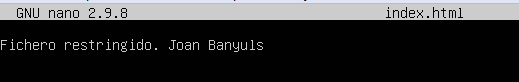 GNU nano 2.9.8 index.html
Fichero restringido. Joan Banyuls